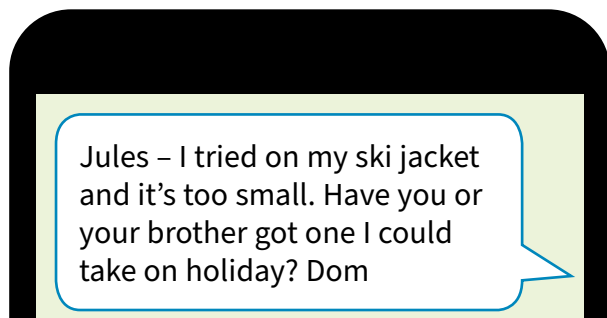 Jules – I tried on my ski jacket
and it’s too small. Have you or
your brother got one I could
take on holiday? Dom